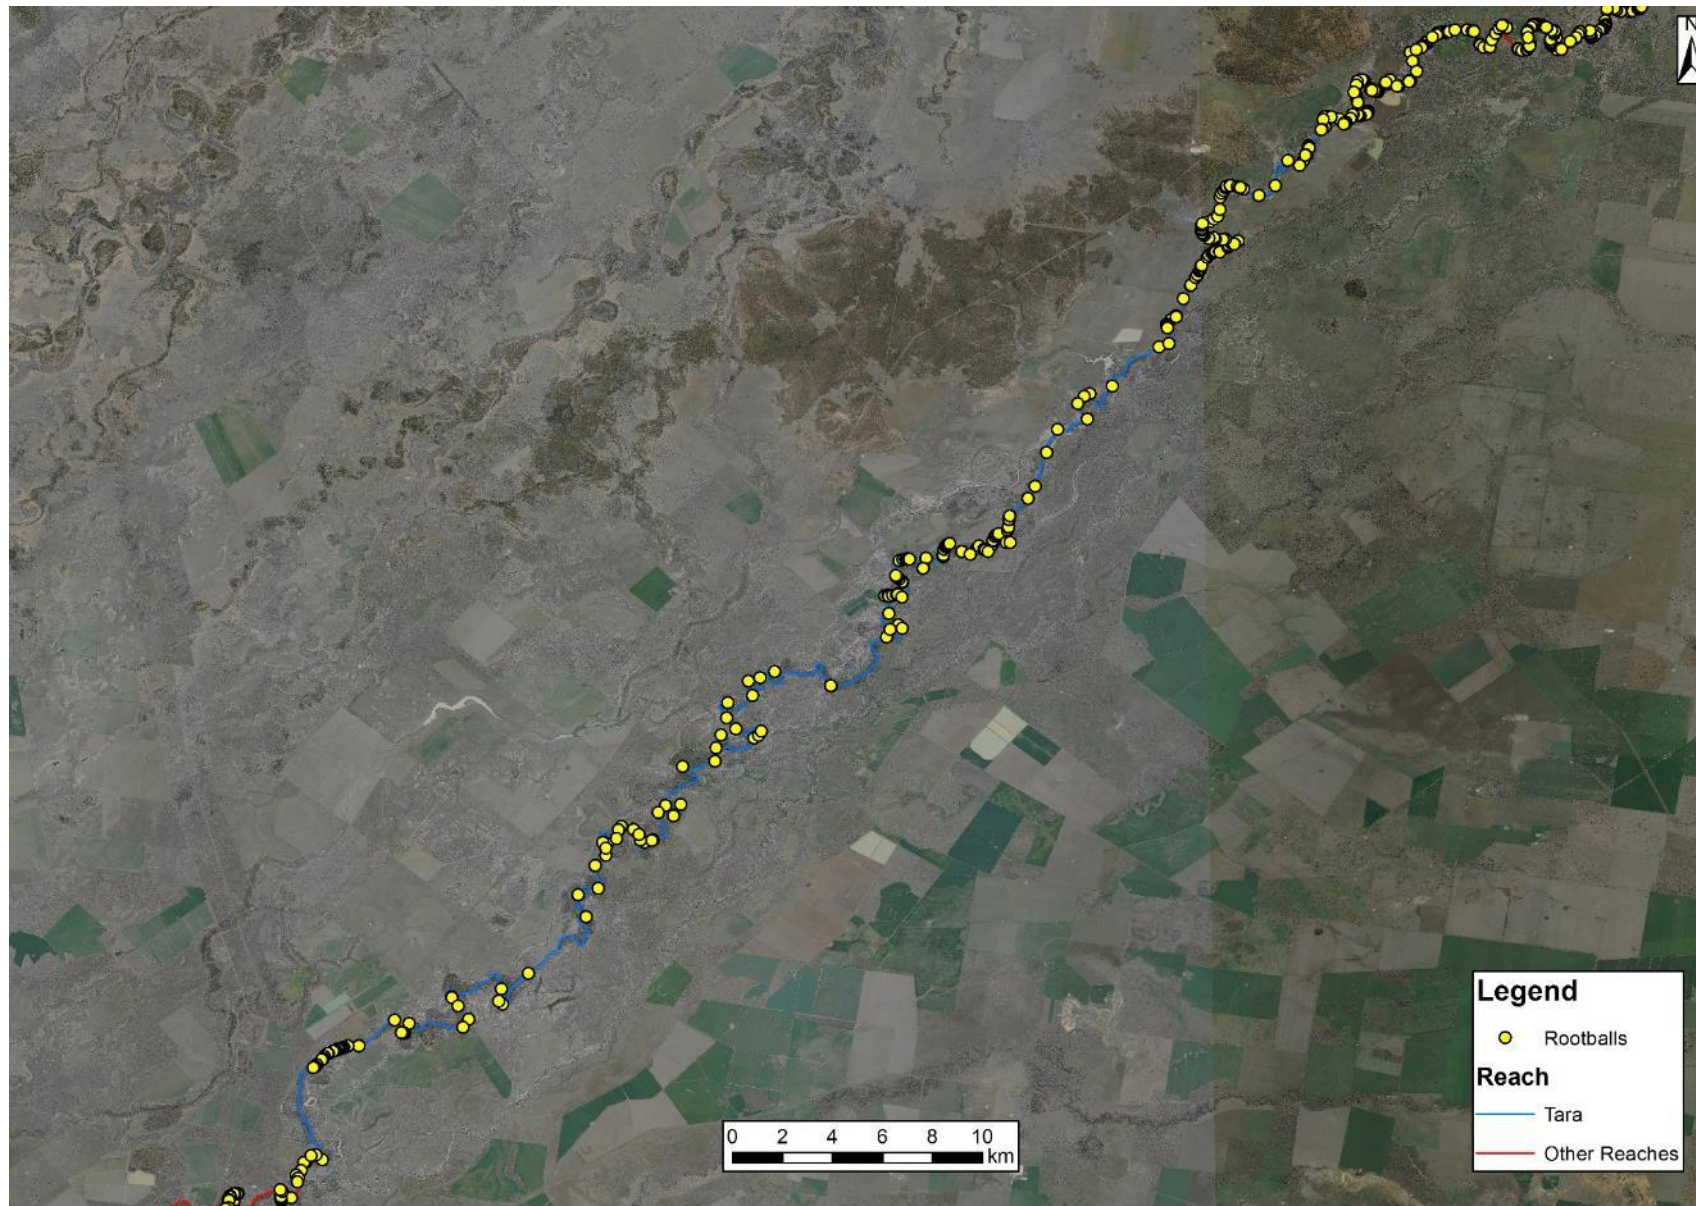 N
Legend
Rootballs
Reach
Tara
Other Reaches
0 2 4 6 8 10
km